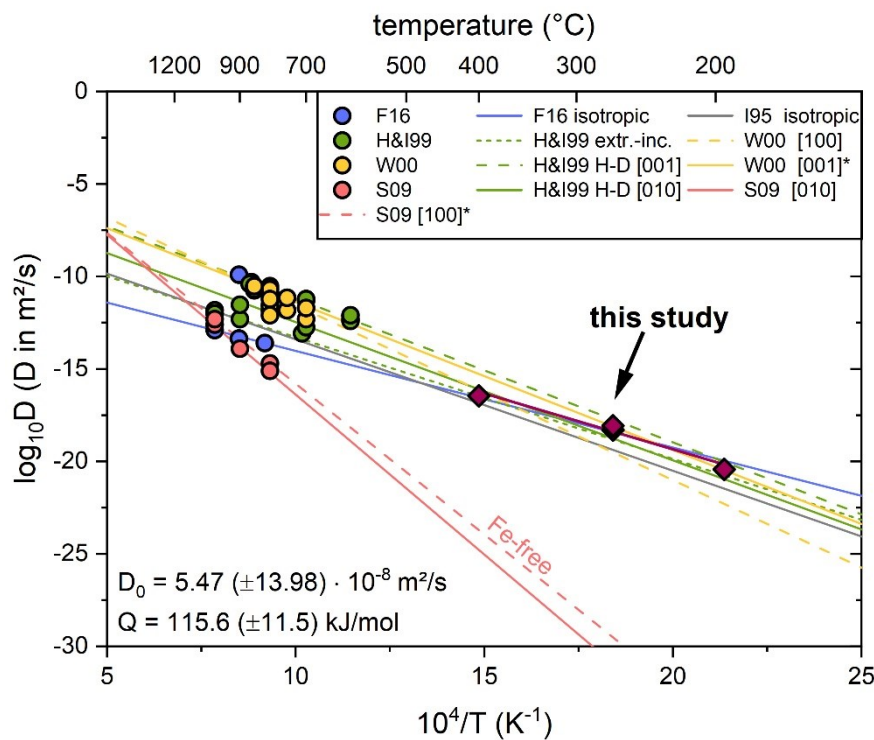 temperature (°C)
1200 900 700 500 400 300 200
0
-5
-10
-15
-20
-25
-30
log₁₀D (D in m²/s)
F16 F16 isotropic I95 isotropic
H&I99 H&I99 extr.-inc. W00 [100]
W00 H&I99 H-D [001] W00 [001]*
S09 H&I99 H-D [010] S09 [010]
S09 [100]*
this study
Fe-free
D₀ = 5.47 (±13.98) · 10⁻⁸ m²/s
Q = 115.6 (±11.5) kJ/mol
5 10 15 20 25
10⁴/T (K⁻¹)